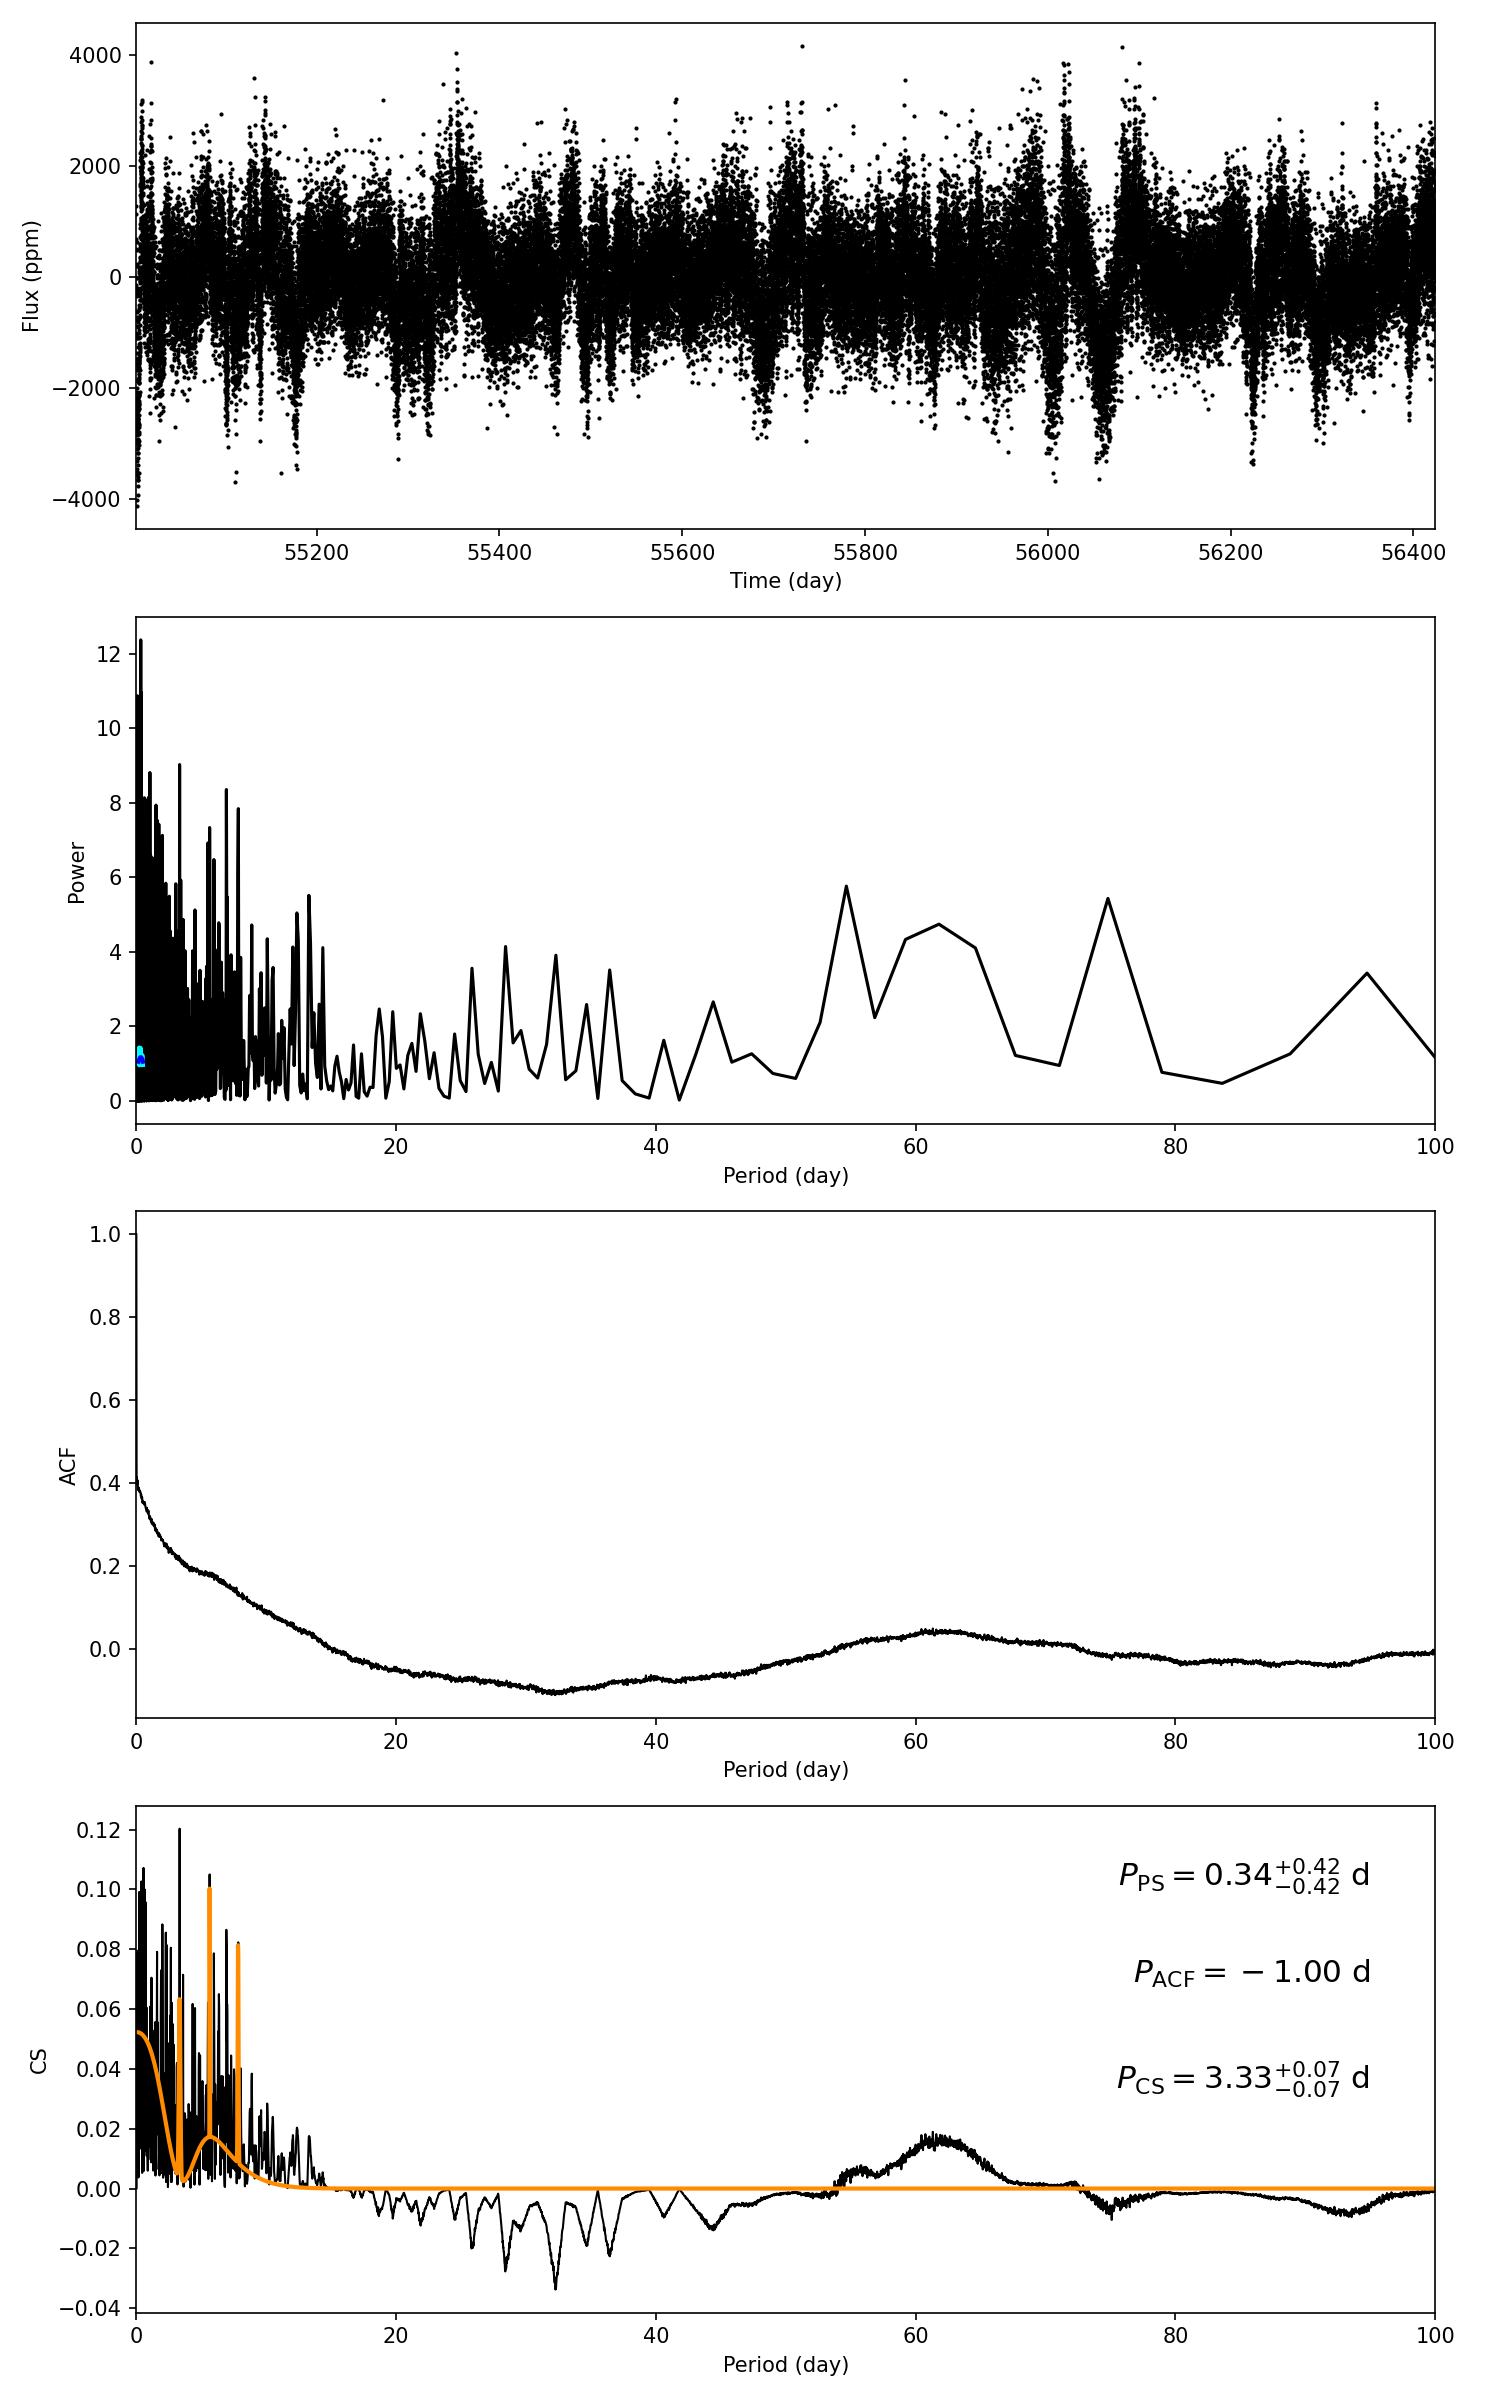 4000
2000
0
−2000
−4000
Flux (ppm)
55200 55400 55600 55800 56000 56200 56400
Time (day)
12
10
8
6
4
2
0
Power
0 20 40 60 80 100
Period (day)
1.0
0.8
0.6
0.4
0.2
0.0
ACF
0 20 40 60 80 100
Period (day)
0.12
0.10
0.08
0.06
0.04
0.02
0.00
−0.02
−0.04
CS
P_PS = 0.34 +0.42 −0.42 d
P_ACF = −1.00 d
P_CS = 3.33 +0.07 −0.07 d
0 20 40 60 80 100
Period (day)